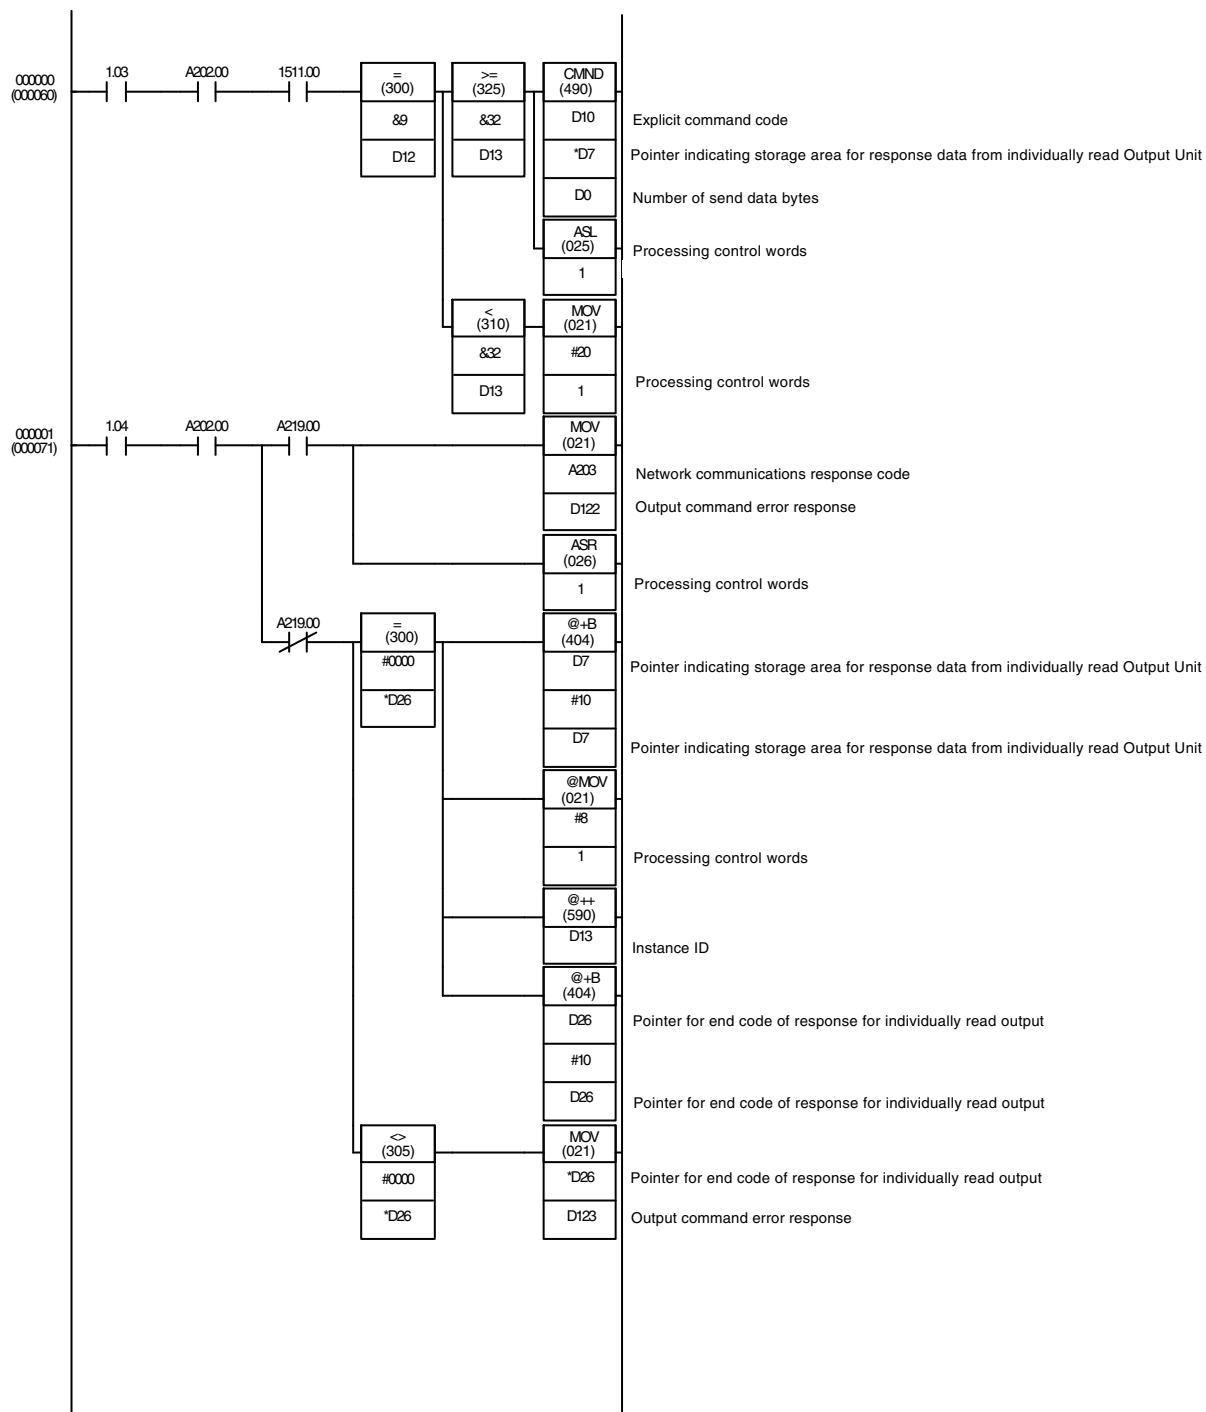 000000
(000060)
1.03
A202.00
1511.00
=
(300)
&9
D12
>=
(325)
&32
D13
CMND
(490)
D10
Explicit command code
*D7
Pointer indicating storage area for response data from individually read Output Unit
D0
Number of send data bytes
ASL
(025)
Processing control words
1
<
(310)
&32
D13
MOV
(021)
#20
1
Processing control words
000001
(000071)
1.04
A202.00
A219.00
MOV
(021)
A203
Network communications response code
D122
Output command error response
ASR
(026)
1
Processing control words
A219.00
=
(300)
#0000
*D26
@+B
(404)
D7
Pointer indicating storage area for response data from individually read Output Unit
#10
D7
Pointer indicating storage area for response data from individually read Output Unit
@MOV
(021)
#8
1
Processing control words
@++
(590)
D13
Instance ID
@+B
(404)
D26
Pointer for end code of response for individually read output
#10
D26
Pointer for end code of response for individually read output
<>
(305)
#0000
*D26
MOV
(021)
*D26
Pointer for end code of response for individually read output
D123
Output command error response